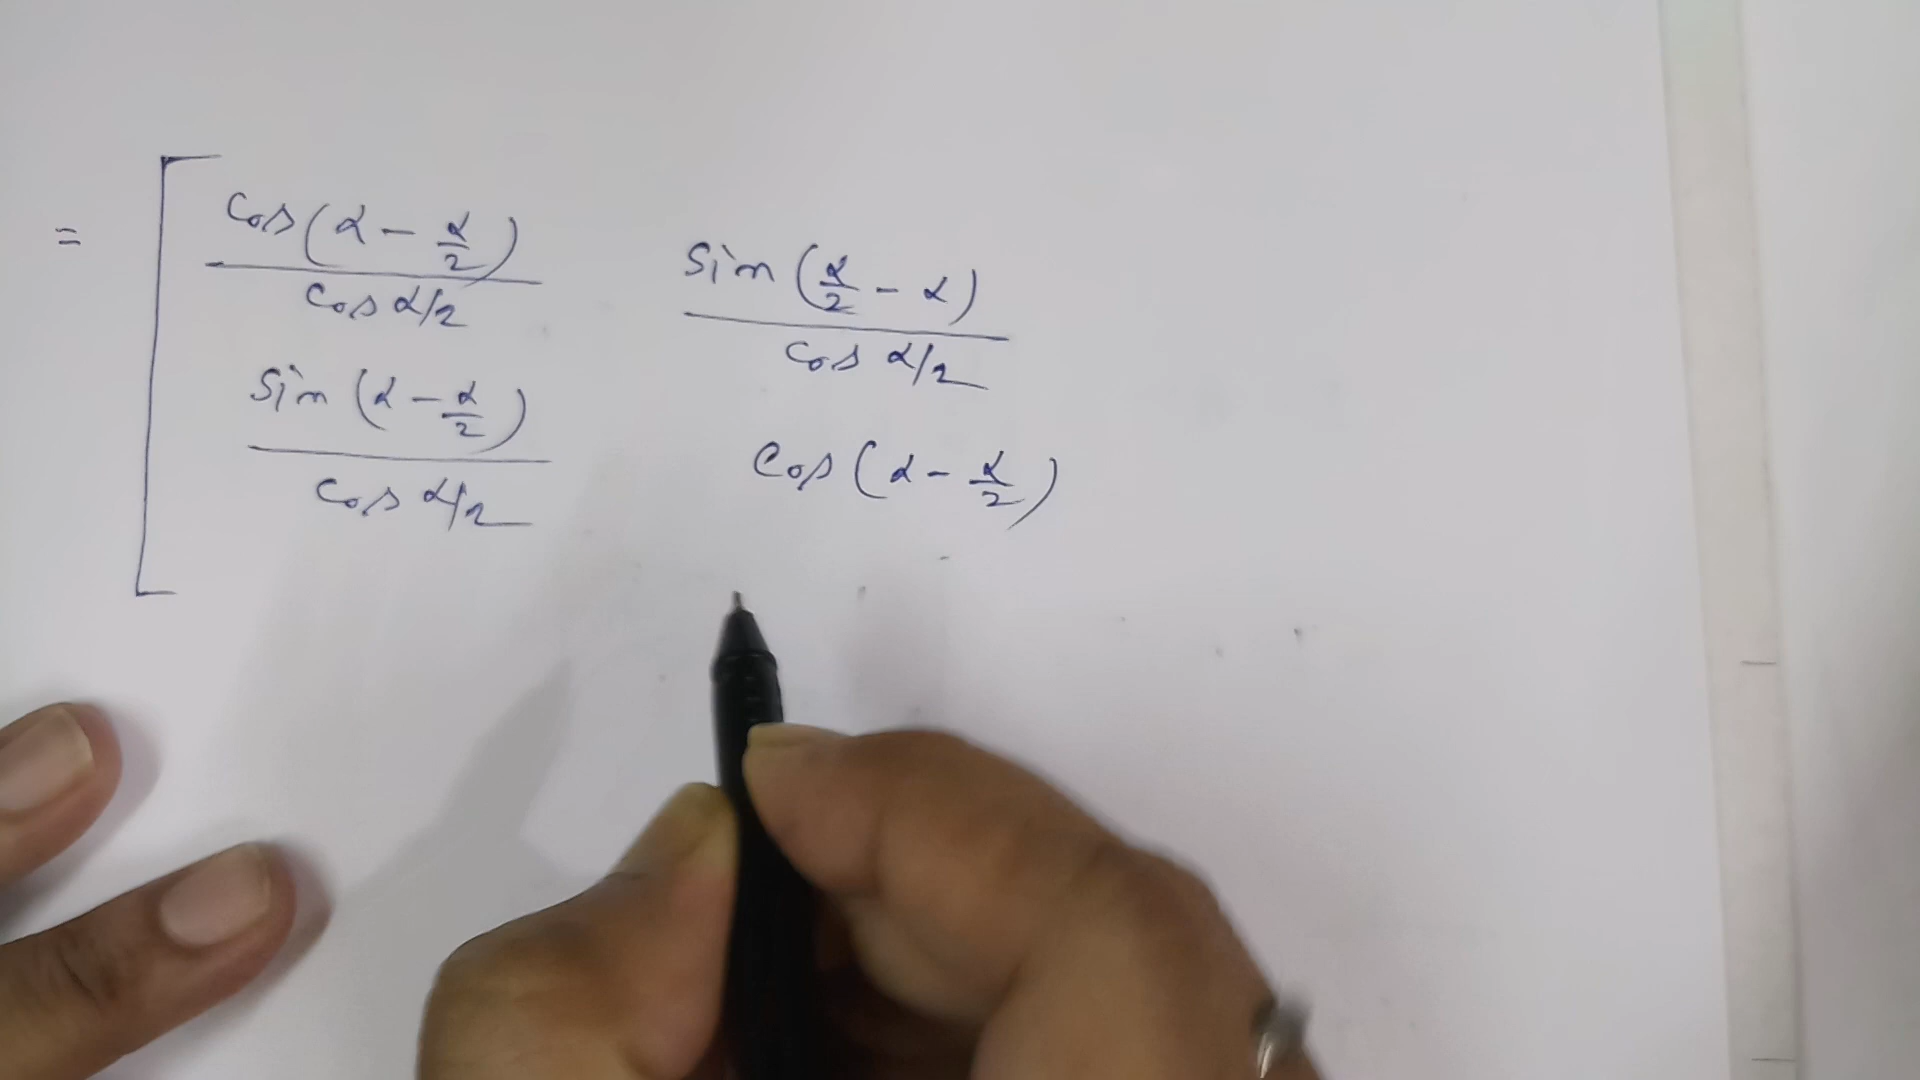 = [ cos(α - α/2) / cos α/2    sin(α/2 - α) / cos α/2
sin(α - α/2) / cos α/2    cos(α - α/2)